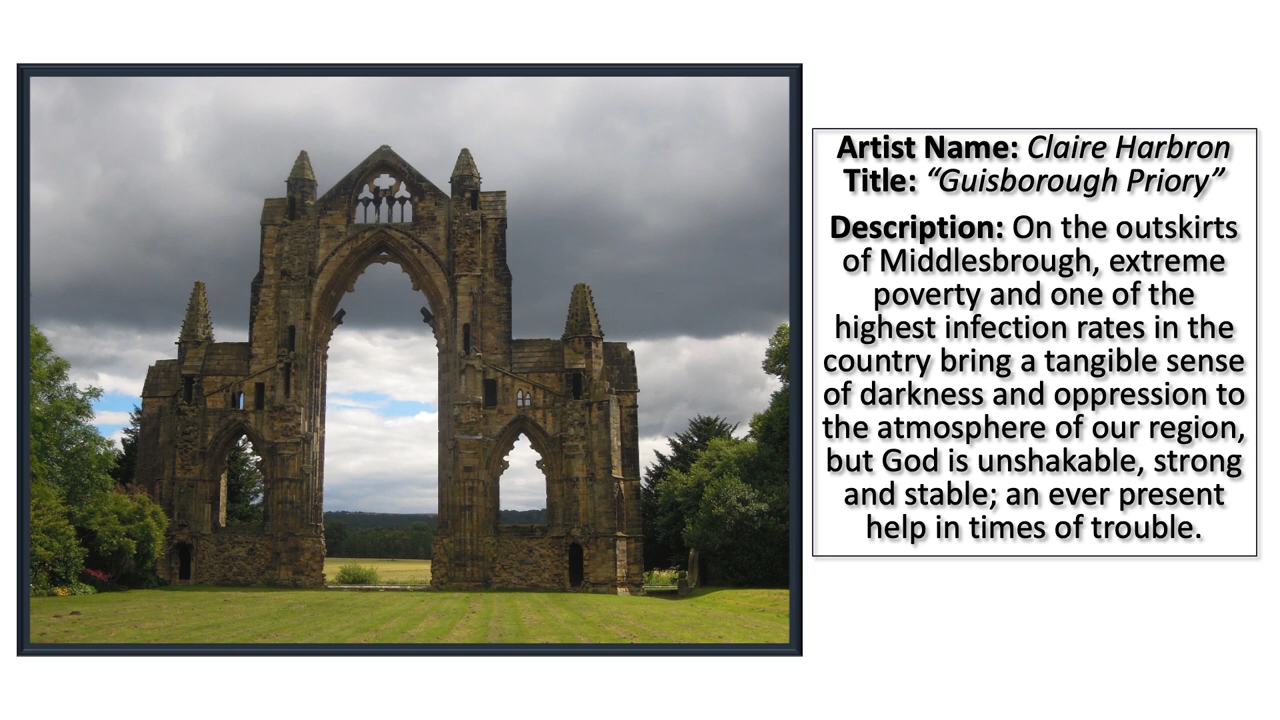 Artist Name: Claire Harbron
Title: “Guisborough Priory”
Description: On the outskirts
of Middlesbrough, extreme
poverty and one of the
highest infection rates in the
country bring a tangible sense
of darkness and oppression to
the atmosphere of our region,
but God is unshakable, strong
and stable; an ever present
help in times of trouble.